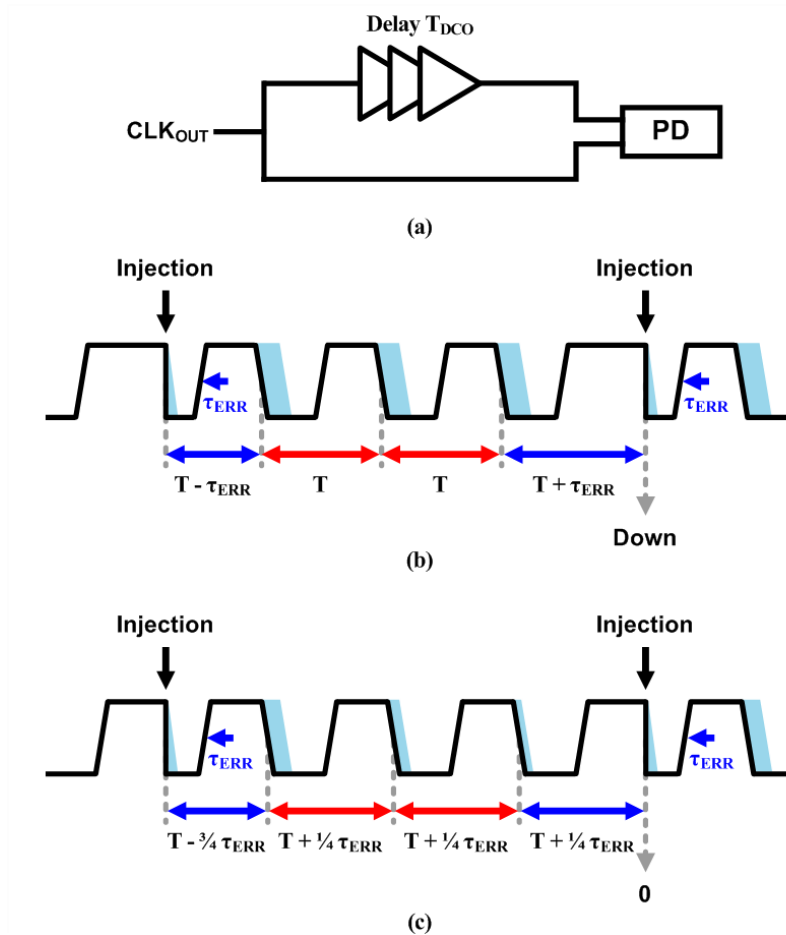 Delay T_DCO
CLK_OUT
PD
(a)
Injection Injection
τ_ERR τ_ERR
T - τ_ERR T T T + τ_ERR
Down
(b)
Injection Injection
τ_ERR τ_ERR
T - ¾ τ_ERR T + ¼ τ_ERR T + ¼ τ_ERR T + ¼ τ_ERR
0
(c)